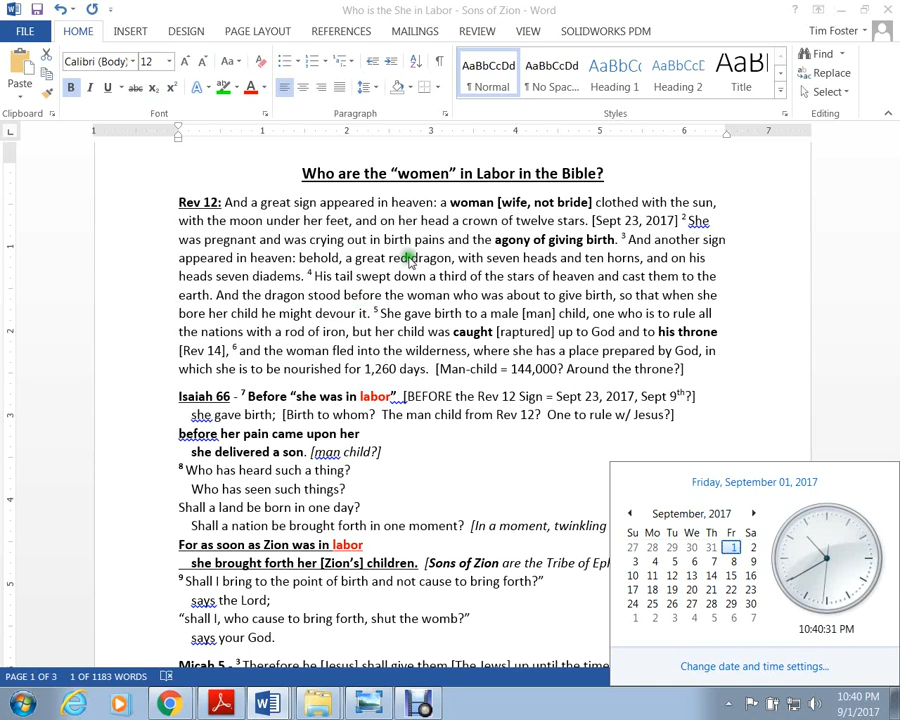 Who is the She in Labor - Sons of Zion - Word
FILE HOME INSERT DESIGN PAGE LAYOUT REFERENCES MAILINGS REVIEW VIEW SOLIDWORKS PDM Tim Foster
Calibri (Body) 12 Aa
Paste
B I U abc X₂ X² A A
AaBbCcDd AaBbCcDd AaBbCc AaBbCcC AaBl
¶ Normal ¶ No Spac... Heading 1 Heading 2 Title
Find
Replace
Select
Clipboard Font Paragraph Styles Editing
1 1 2 3 4 5 6 7
Who are the “women” in Labor in the Bible?
Rev 12: And a great sign appeared in heaven: a woman [wife, not bride] clothed with the sun,
with the moon under her feet, and on her head a crown of twelve stars. [Sept 23, 2017] ² She
was pregnant and was crying out in birth pains and the agony of giving birth. ³ And another sign
appeared in heaven: behold, a great red dragon, with seven heads and ten horns, and on his
heads seven diadems. ⁴ His tail swept down a third of the stars of heaven and cast them to the
earth. And the dragon stood before the woman who was about to give birth, so that when she
bore her child he might devour it. ⁵ She gave birth to a male [man] child, one who is to rule all
the nations with a rod of iron, but her child was caught [raptured] up to God and to his throne
[Rev 14], ⁶ and the woman fled into the wilderness, where she has a place prepared by God, in
which she is to be nourished for 1,260 days. [Man-child = 144,000? Around the throne?]
Isaiah 66 - ⁷ Before “she was in labor” [BEFORE the Rev 12 Sign = Sept 23, 2017, Sept 9th?]
she gave birth; [Birth to whom? The man child from Rev 12? One to rule w/ Jesus?]
before her pain came upon her
she delivered a son. [man child?]
⁸ Who has heard such a thing?
Who has seen such things?
Shall a land be born in one day?
Shall a nation be brought forth in one moment? [In a moment, twinkling
For as soon as Zion was in labor
she brought forth her [Zion’s] children. [Sons of Zion are the Tribe of Eph
⁹ Shall I bring to the point of birth and not cause to bring forth?”
says the Lord;
“shall I, who cause to bring forth, shut the womb?”
says your God.
Micah 5 - ³ Therefore he [Jesus] shall give them [The Jews] up until the time
Friday, September 01, 2017
September, 2017
Su Mo Tu We Th Fr Sa
27 28 29 30 31 1 2
3 4 5 6 7 8 9
10 11 12 13 14 15 16
17 18 19 20 21 22 23
24 25 26 27 28 29 30
1 2 3 4 5 6 7
10:40:31 PM
Change date and time settings...
PAGE 1 OF 3 1 OF 1183 WORDS
10:40 PM
9/1/2017